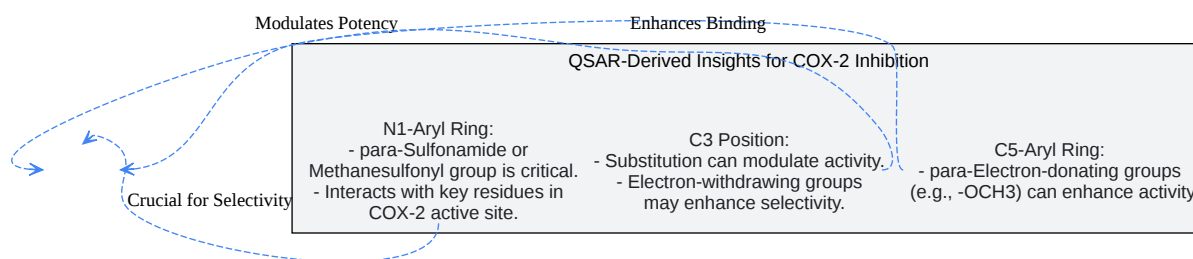 Modulates Potency
Enhances Binding
QSAR-Derived Insights for COX-2 Inhibition
N1-Aryl Ring:
- para-Sulfonamide or
Methanesulfonyl group is critical.
- Interacts with key residues in
COX-2 active site.
C3 Position:
- Substitution can modulate activity.
- Electron-withdrawing groups
may enhance selectivity.
C5-Aryl Ring:
- para-Electron-donating groups
(e.g., -OCH3) can enhance activity
Crucial for Selectivity